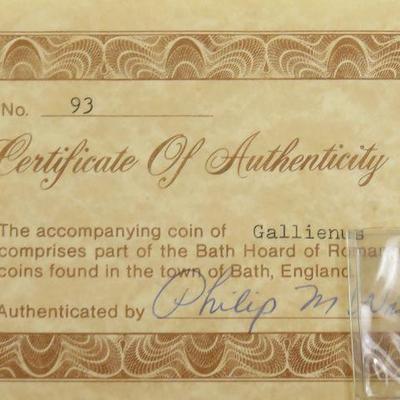 No. 93
Certificate Of Authenticity
The accompanying coin of Gallienus
comprises part of the Bath Hoard of Roman
coins found in the town of Bath, England
Authenticated by Philip M